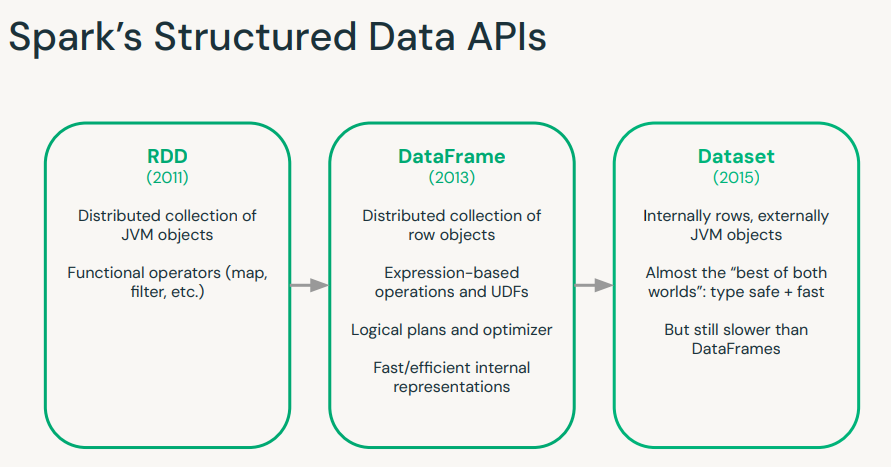 Spark’s Structured Data APIs
RDD
(2011)
Distributed collection of
JVM objects
Functional operators (map,
filter, etc.)
DataFrame
(2013)
Distributed collection of
row objects
Expression-based
operations and UDFs
Logical plans and optimizer
Fast/efficient internal
representations
Dataset
(2015)
Internally rows, externally
JVM objects
Almost the “best of both
worlds”: type safe + fast
But still slower than
DataFrames